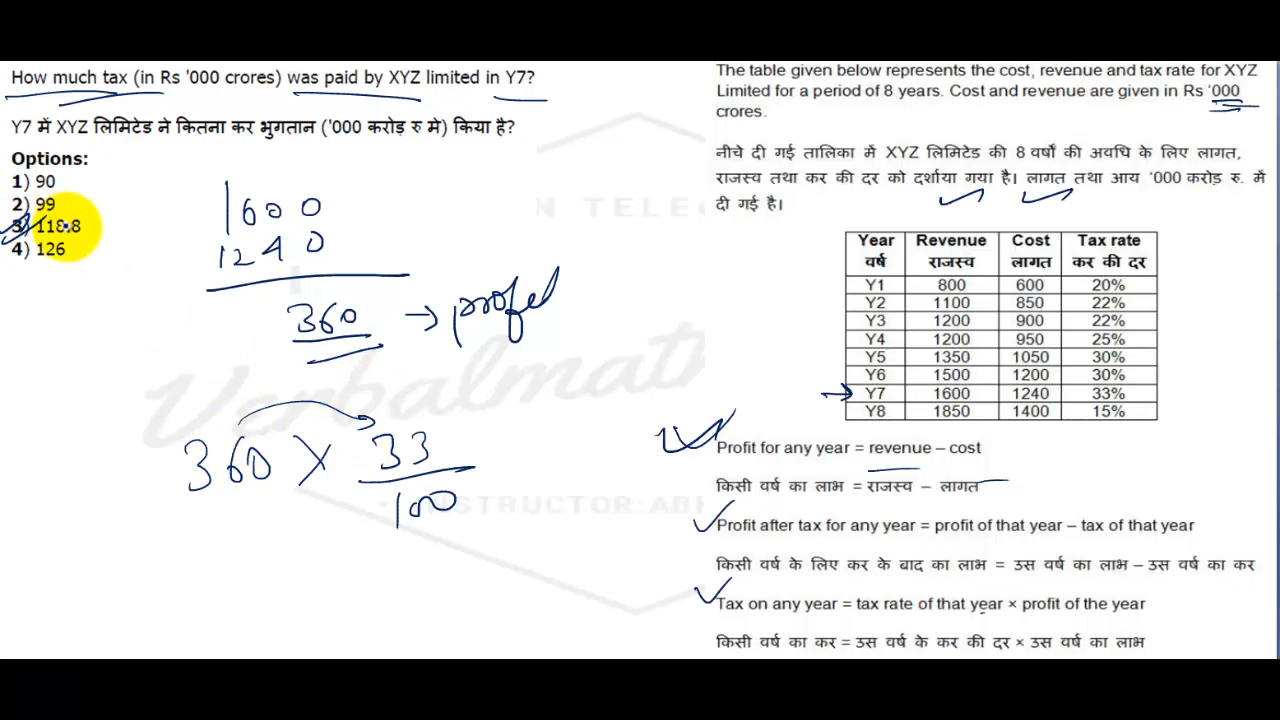 How much tax (in Rs '000 crores) was paid by XYZ limited in Y7?
Y7 में XYZ लिमिटेड ने कितना कर भुगतान ('000 करोड़ रु मे) किया है?
Options:
1) 90
2) 99
3) 118.8
4) 126
1600
1240
360 → profit
360 × 33
100
The table given below represents the cost, revenue and tax rate for XYZ
Limited for a period of 8 years. Cost and revenue are given in Rs '000
crores.
नीचे दी गई तालिका में XYZ लिमिटेड की 8 वर्षों की अवधि के लिए लागत,
राजस्व तथा कर की दर को दर्शाया गया है। लागत तथा आय '000 करोड़ रु. में
दी गई है।
Year Revenue Cost Tax rate
वर्ष राजस्व लागत कर की दर
Y1 800 600 20%
Y2 1100 850 22%
Y3 1200 900 22%
Y4 1200 950 25%
Y5 1350 1050 30%
Y6 1500 1200 30%
Y7 1600 1240 33%
Y8 1850 1400 15%
Profit for any year = revenue – cost
किसी वर्ष का लाभ = राजस्व – लागत
Profit after tax for any year = profit of that year – tax of that year
किसी वर्ष के लिए कर के बाद का लाभ = उस वर्ष का लाभ – उस वर्ष का कर
Tax on any year = tax rate of that year × profit of the year
किसी वर्ष का कर = उस वर्ष के कर की दर × उस वर्ष का लाभ